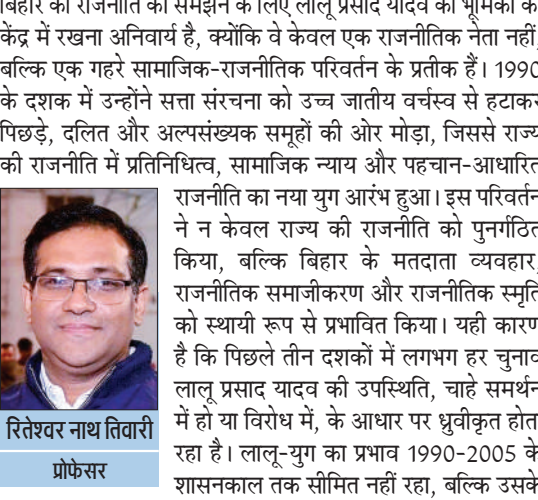 बिहार की राजनीति को समझने के लिए लालू प्रसाद यादव की भूमिका को
केंद्र में रखना अनिवार्य है, क्योंकि वे केवल एक राजनीतिक नेता नहीं,
बल्कि एक गहरे सामाजिक-राजनीतिक परिवर्तन के प्रतीक हैं। 1990
के दशक में उन्होंने सत्ता संरचना को उच्च जातीय वर्चस्व से हटाकर
पिछड़े, दलित और अल्पसंख्यक समूहों की ओर मोड़ा, जिससे राज्य
की राजनीति में प्रतिनिधित्व, सामाजिक न्याय और पहचान-आधारित
राजनीति का नया युग आरंभ हुआ। इस परिवर्तन
ने न केवल राज्य की राजनीति को पुनर्गठित
किया, बल्कि बिहार के मतदाता व्यवहार,
राजनीतिक समाजीकरण और राजनीतिक स्मृति
को स्थायी रूप से प्रभावित किया। यही कारण
है कि पिछले तीन दशकों में लगभग हर चुनाव
लालू प्रसाद यादव की उपस्थिति, चाहे समर्थन
में हो या विरोध में, के आधार पर ध्रुवीकृत होता
रहा है। लालू-युग का प्रभाव 1990-2005 के
शासनकाल तक सीमित नहीं रहा, बल्कि उसके
रितेश्वर नाथ तिवारी
प्रोफेसर